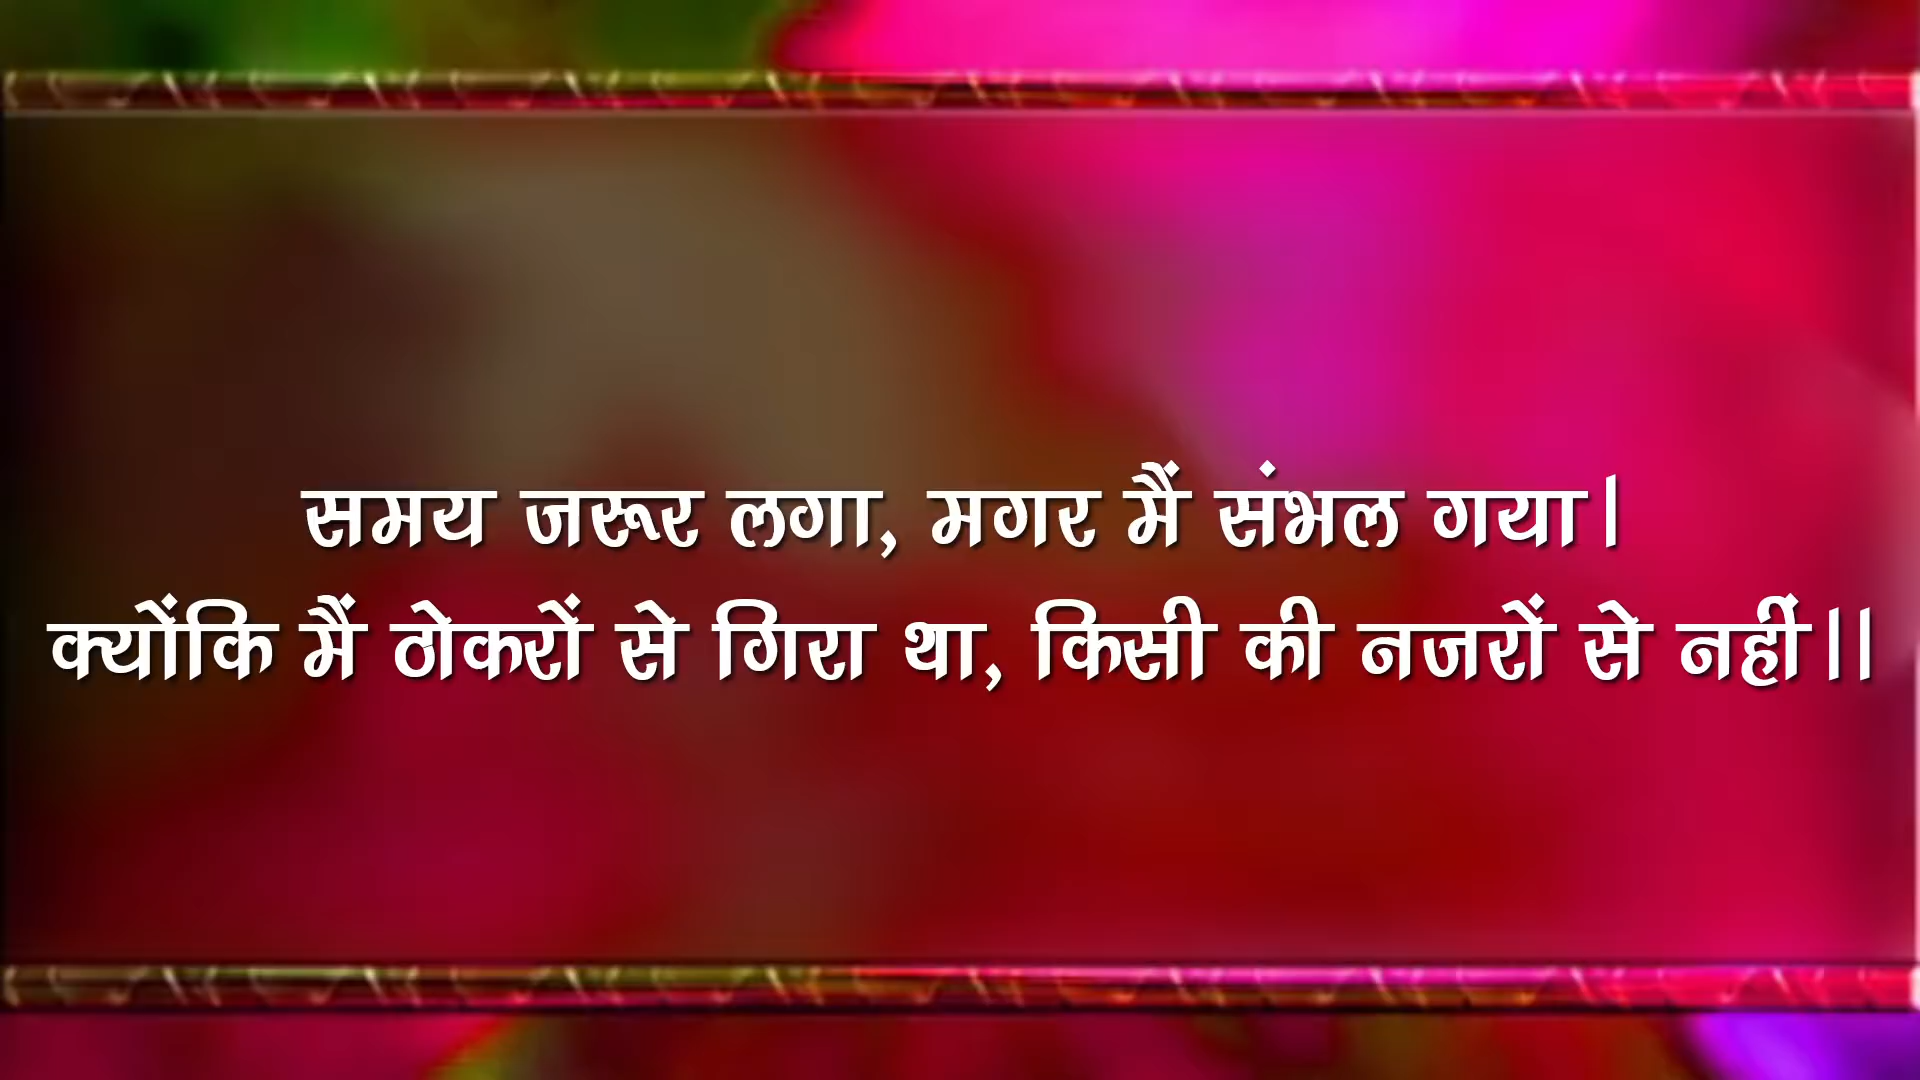 समय जरूर लगा, मगर मैं संभल गया।
क्योंकि मैं ठोकरों से गिरा था, किसी की नजरों से नहीं।।